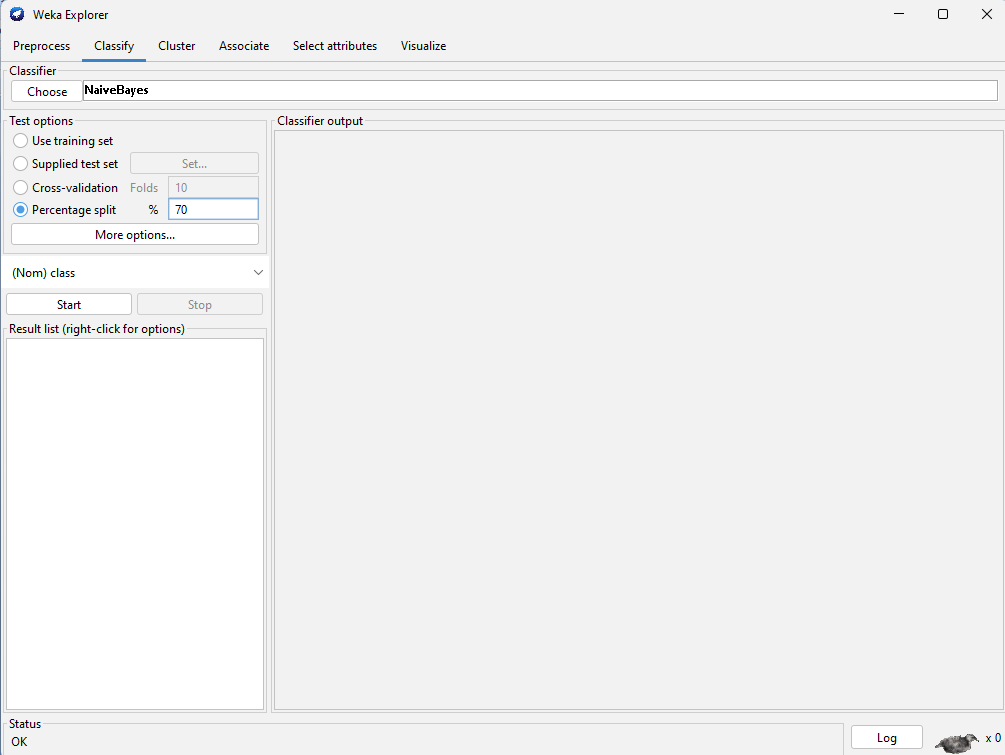 Weka Explorer
Preprocess Classify Cluster Associate Select attributes Visualize
Classifier
Choose NaiveBayes
Test options
Use training set
Supplied test set Set...
Cross-validation Folds 10
Percentage split % 70
More options...
(Nom) class
Start Stop
Result list (right-click for options)
Classifier output
Status
OK
Log x 0